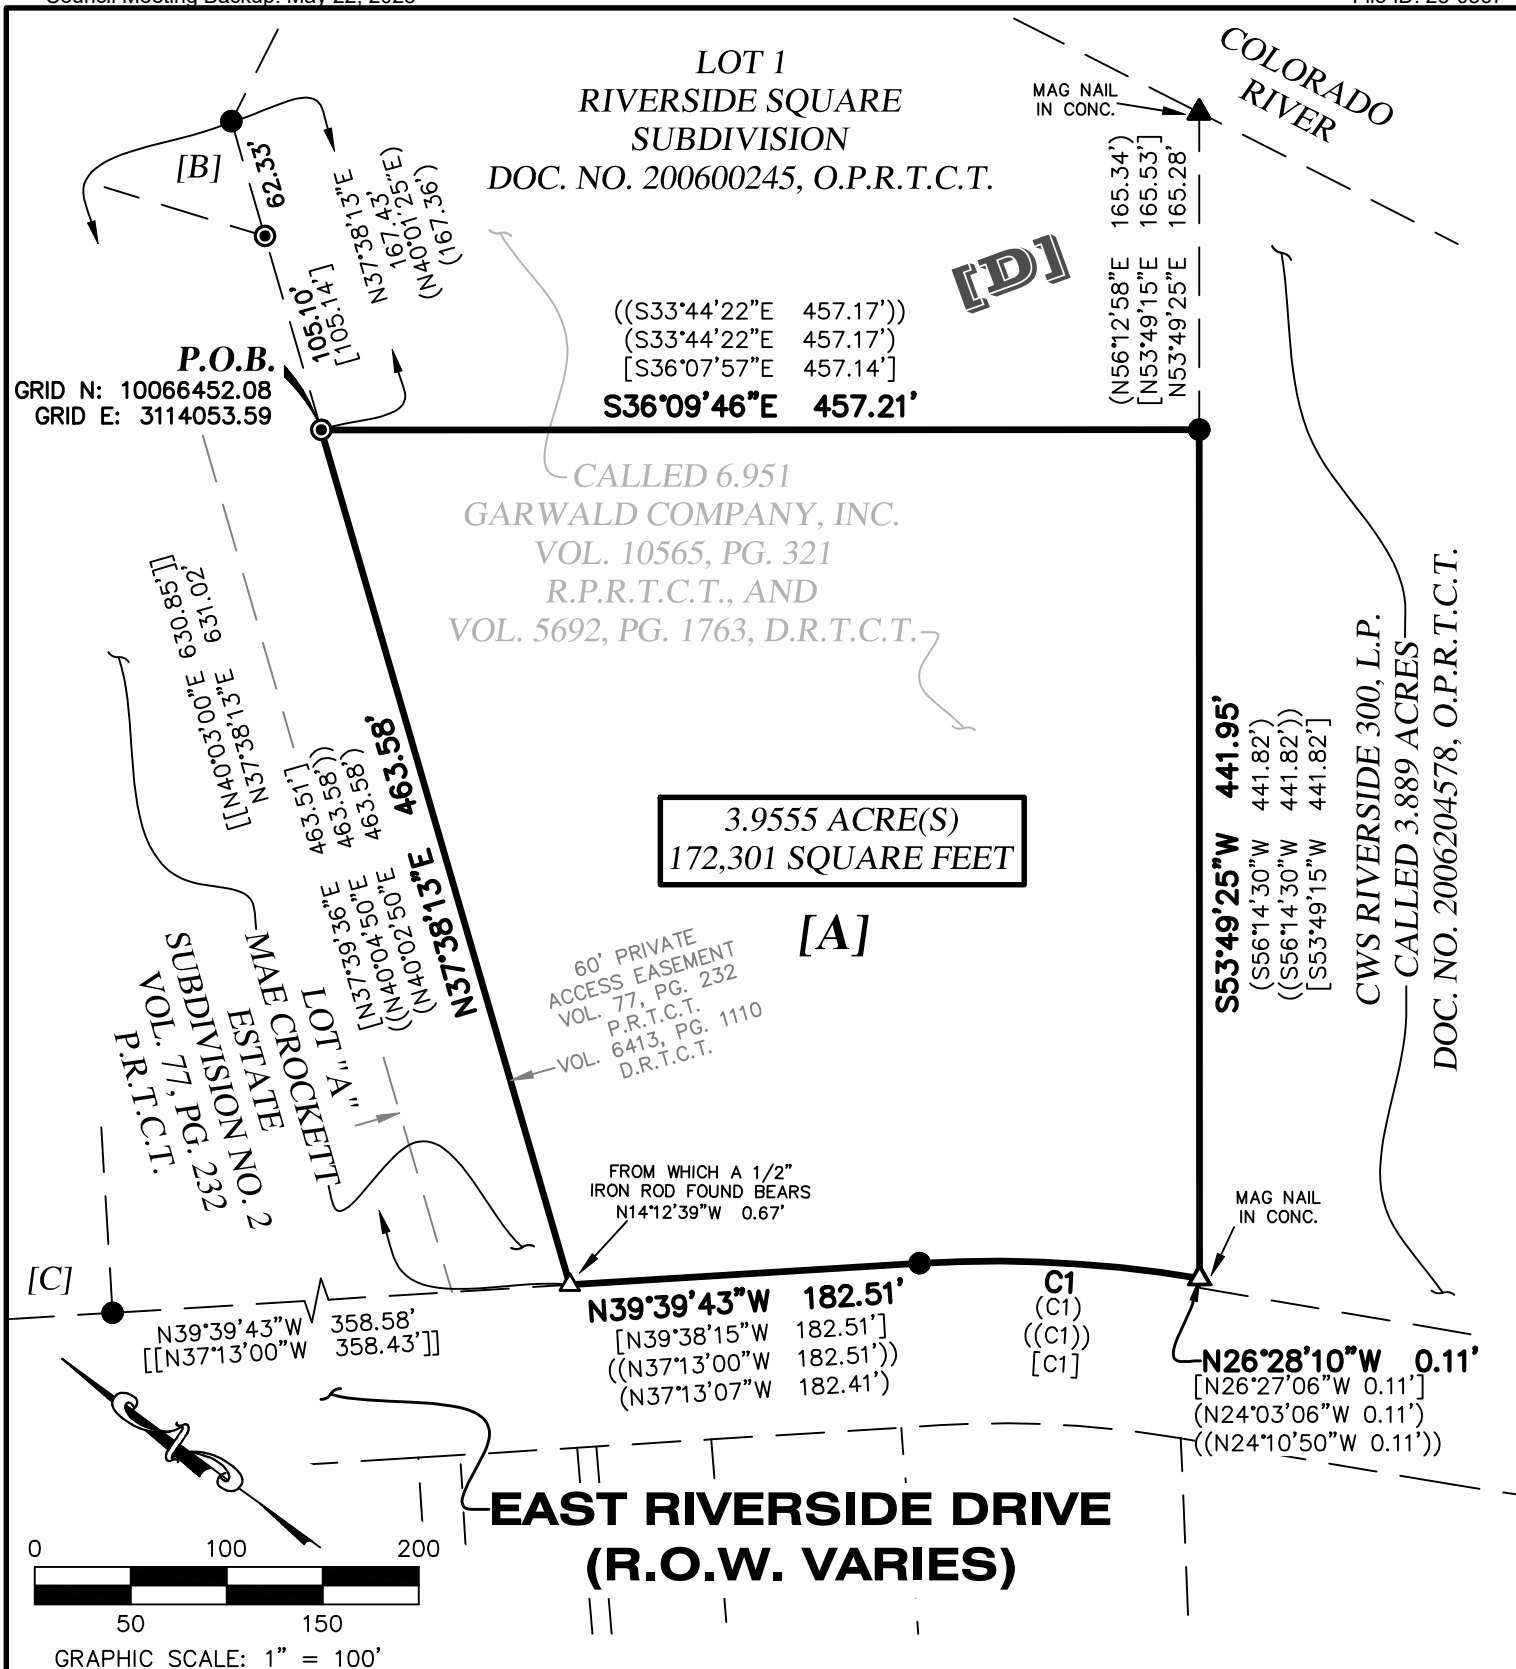 LOT 1
RIVERSIDE SQUARE
SUBDIVISION
DOC. NO. 200600245, O.P.R.T.C.T.
COLORADO
RIVER
MAG NAIL
IN CONC.
[B]
62.33'
N37°38'13"E
167.43'
(N40°01'25"E)
(167.36')
105.10'
[105.14']
[D]
(N56°12'58"E 165.34')
[N53°49'15"E 165.53']
N53°49'25"E 165.28'
((S33°44'22"E 457.17'))
(S33°44'22"E 457.17')
[S36°07'57"E 457.14']
S36°09'46"E 457.21'
P.O.B.
GRID N: 10066452.08
GRID E: 3114053.59
CALLED 6.951
GARWALD COMPANY, INC.
VOL. 10565, PG. 321
R.P.R.T.C.T., AND
VOL. 5692, PG. 1763, D.R.T.C.T.
[[N40°03'00"E 630.85']]
N37°38'13"E 631.02'
[N37°39'36"E 463.51']
((N40°04'50"E 463.58'))
(N40°02'50"E 463.58')
N37°38'13"E 463.58'
3.9555 ACRE(S)
172,301 SQUARE FEET
[A]
S53°49'25"W 441.95'
(S56°14'30"W 441.82')
((S56°14'30"W 441.82'))
[S53°49'15"W 441.82']
CWS RIVERSIDE 300, L.P.
CALLED 3.889 ACRES
DOC. NO. 2006204578, O.P.R.T.C.T.
60' PRIVATE
ACCESS EASEMENT
VOL. 77, PG. 232
P.R.T.C.T.
VOL. 6413, PG. 1110
D.R.T.C.T.
LOT "A"
MAE CROCKETT
ESTATE
SUBDIVISION NO. 2
VOL. 77, PG. 232
P.R.T.C.T.
FROM WHICH A 1/2"
IRON ROD FOUND BEARS
N14°12'39"W 0.67'
MAG NAIL
IN CONC.
[C]
N39°39'43"W 358.58'
[[N37°13'00"W 358.43']]
N39°39'43"W 182.51'
[N39°38'15"W 182.51']
((N37°13'00"W 182.51'))
(N37°13'07"W 182.41')
C1
(C1)
((C1))
[C1]
N26°28'10"W 0.11'
[N26°27'06"W 0.11']
(N24°03'06"W 0.11')
((N24°10'50"W 0.11'))
EAST RIVERSIDE DRIVE
(R.O.W. VARIES)
0 100 200
50 150
GRAPHIC SCALE: 1" = 100'